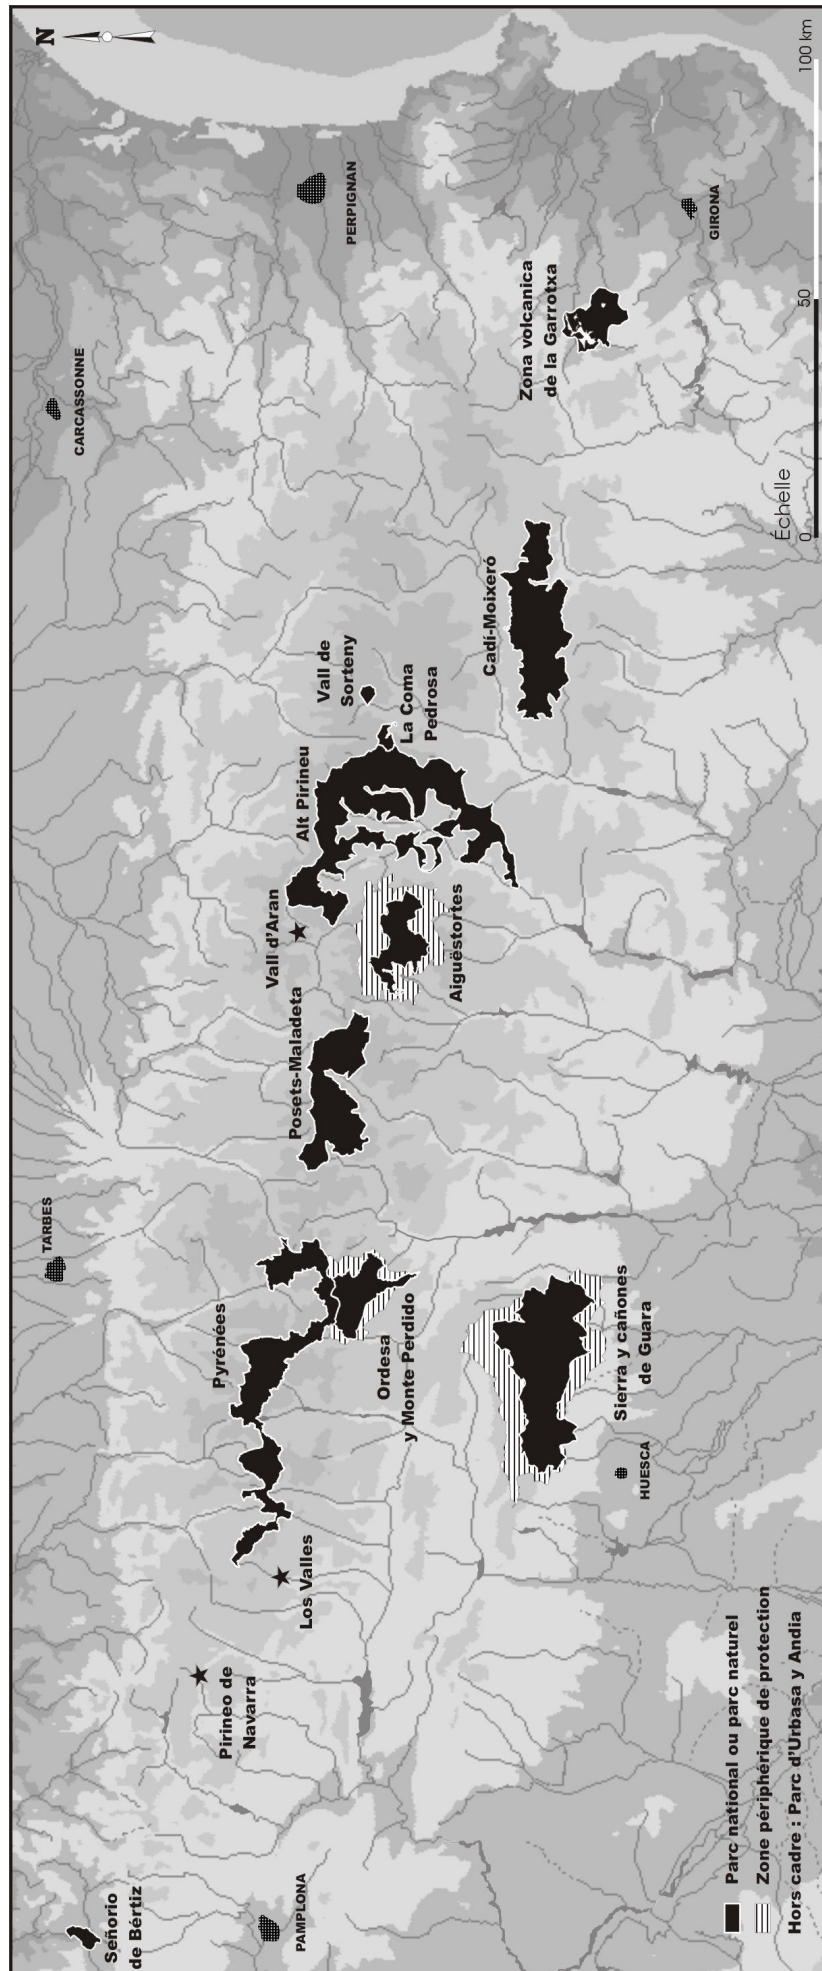 N
PERPIGNAN
GIRONA
CARCASSONNE
Zona volcanica
de la Garrotxa
Échelle
0
50
100 km
Cadí-Moixeró
Vall de
Sorteny
La Coma
Pedrosa
Alt Pirineu
Vall d'Aran
Aiguëstortes
Posets-Maladeta
TARBES
Pyrénées
Ordesa
y Monte Perdido
Sierra y cañones
de Guara
HUESCA
Los Valles
Pirineo de
Navarra
Señorio
de Bértiz
PAMPLONA
Parc national ou parc naturel
Zone périphérique de protection
Hors cadre : Parc d'Urbasa y Andia